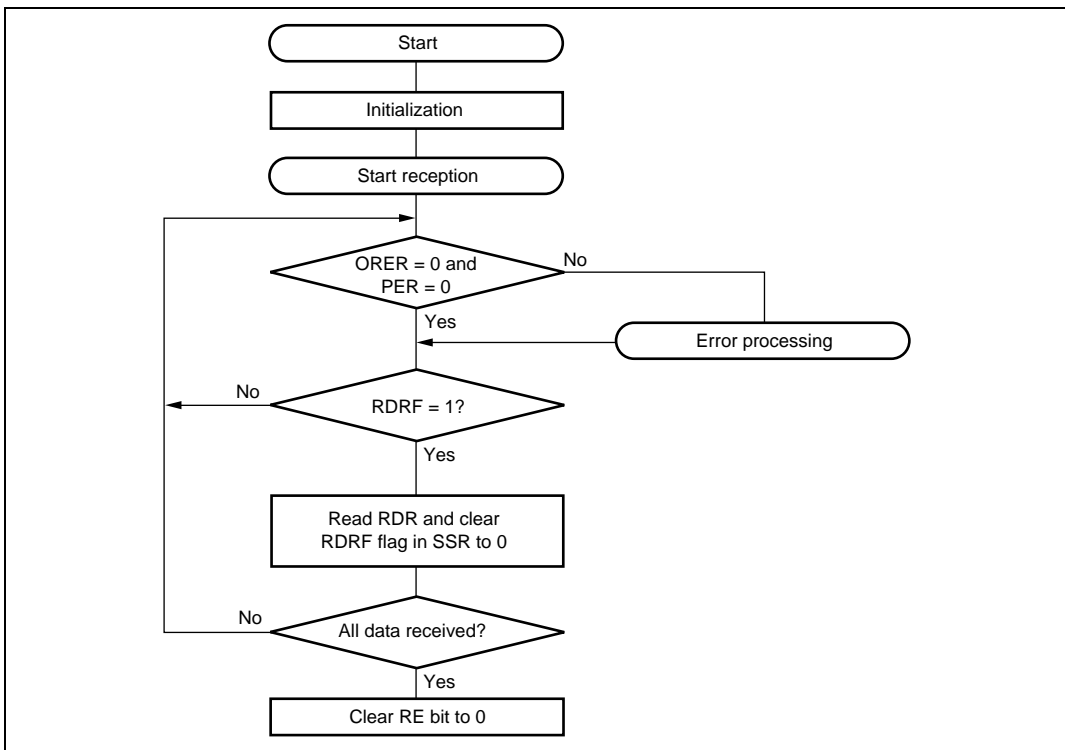 Start
Initialization
Start reception
ORER = 0 and
PER = 0
No
Yes
Error processing
No
RDRF = 1?
Yes
Read RDR and clear
RDRF flag in SSR to 0
No
All data received?
Yes
Clear RE bit to 0